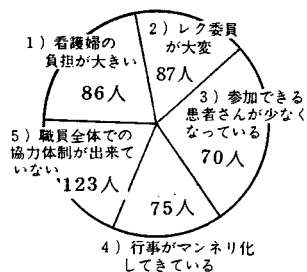 1）看護婦の
負担が大きい
86人
2）レク委員
が大変
87人
3）参加できる
患者さんが少なく
なっている
70人
4）行事がマンネリ化
してきている
75人
5）職員全体での
協力体制が出来て
いない
123人